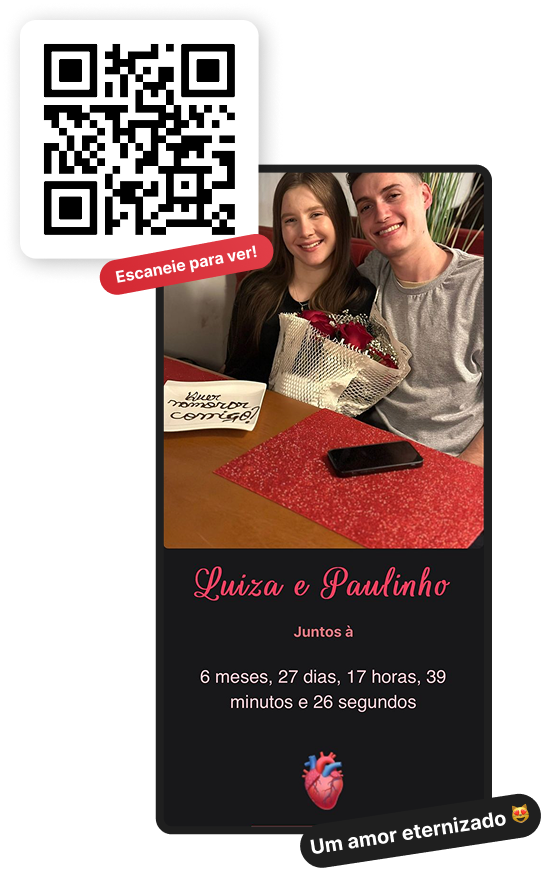 Escaneie para ver!
Quer
namorar
comigo?
Luiza e Paulinho
Juntos à
6 meses, 27 dias, 17 horas, 39
minutos e 26 segundos
Um amor eternizado 😻